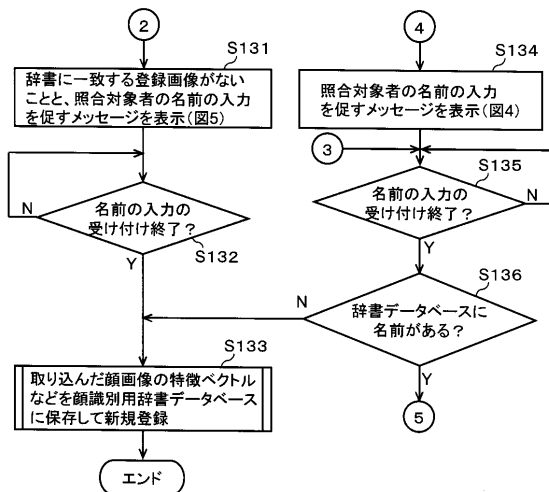 ②
S131
辞書に一致する登録画像がない
ことと、照合対象者の名前の入力
を促すメッセージを表示(図5)
N
名前の入力の
受け付け終了?
S132
Y
S133
取り込んだ顔画像の特徴ベクトル
などを顔識別用辞書データベース
に保存して新規登録
エンド
④
S134
照合対象者の名前の入力
を促すメッセージを表示(図4)
③
S135
名前の入力の
受け付け終了?
N
Y
S136
N
辞書データベースに
名前がある?
Y
⑤